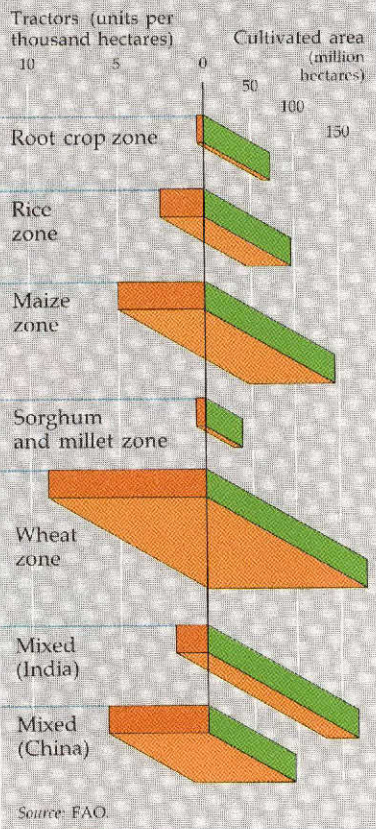 Tractors (units per
thousand hectares)
10 5 0
Cultivated area
(million
hectares)
50
100
150
Root crop zone
Rice
zone
Maize
zone
Sorghum
and millet zone
Wheat
zone
Mixed
(India)
Mixed
(China)
Source: FAO.